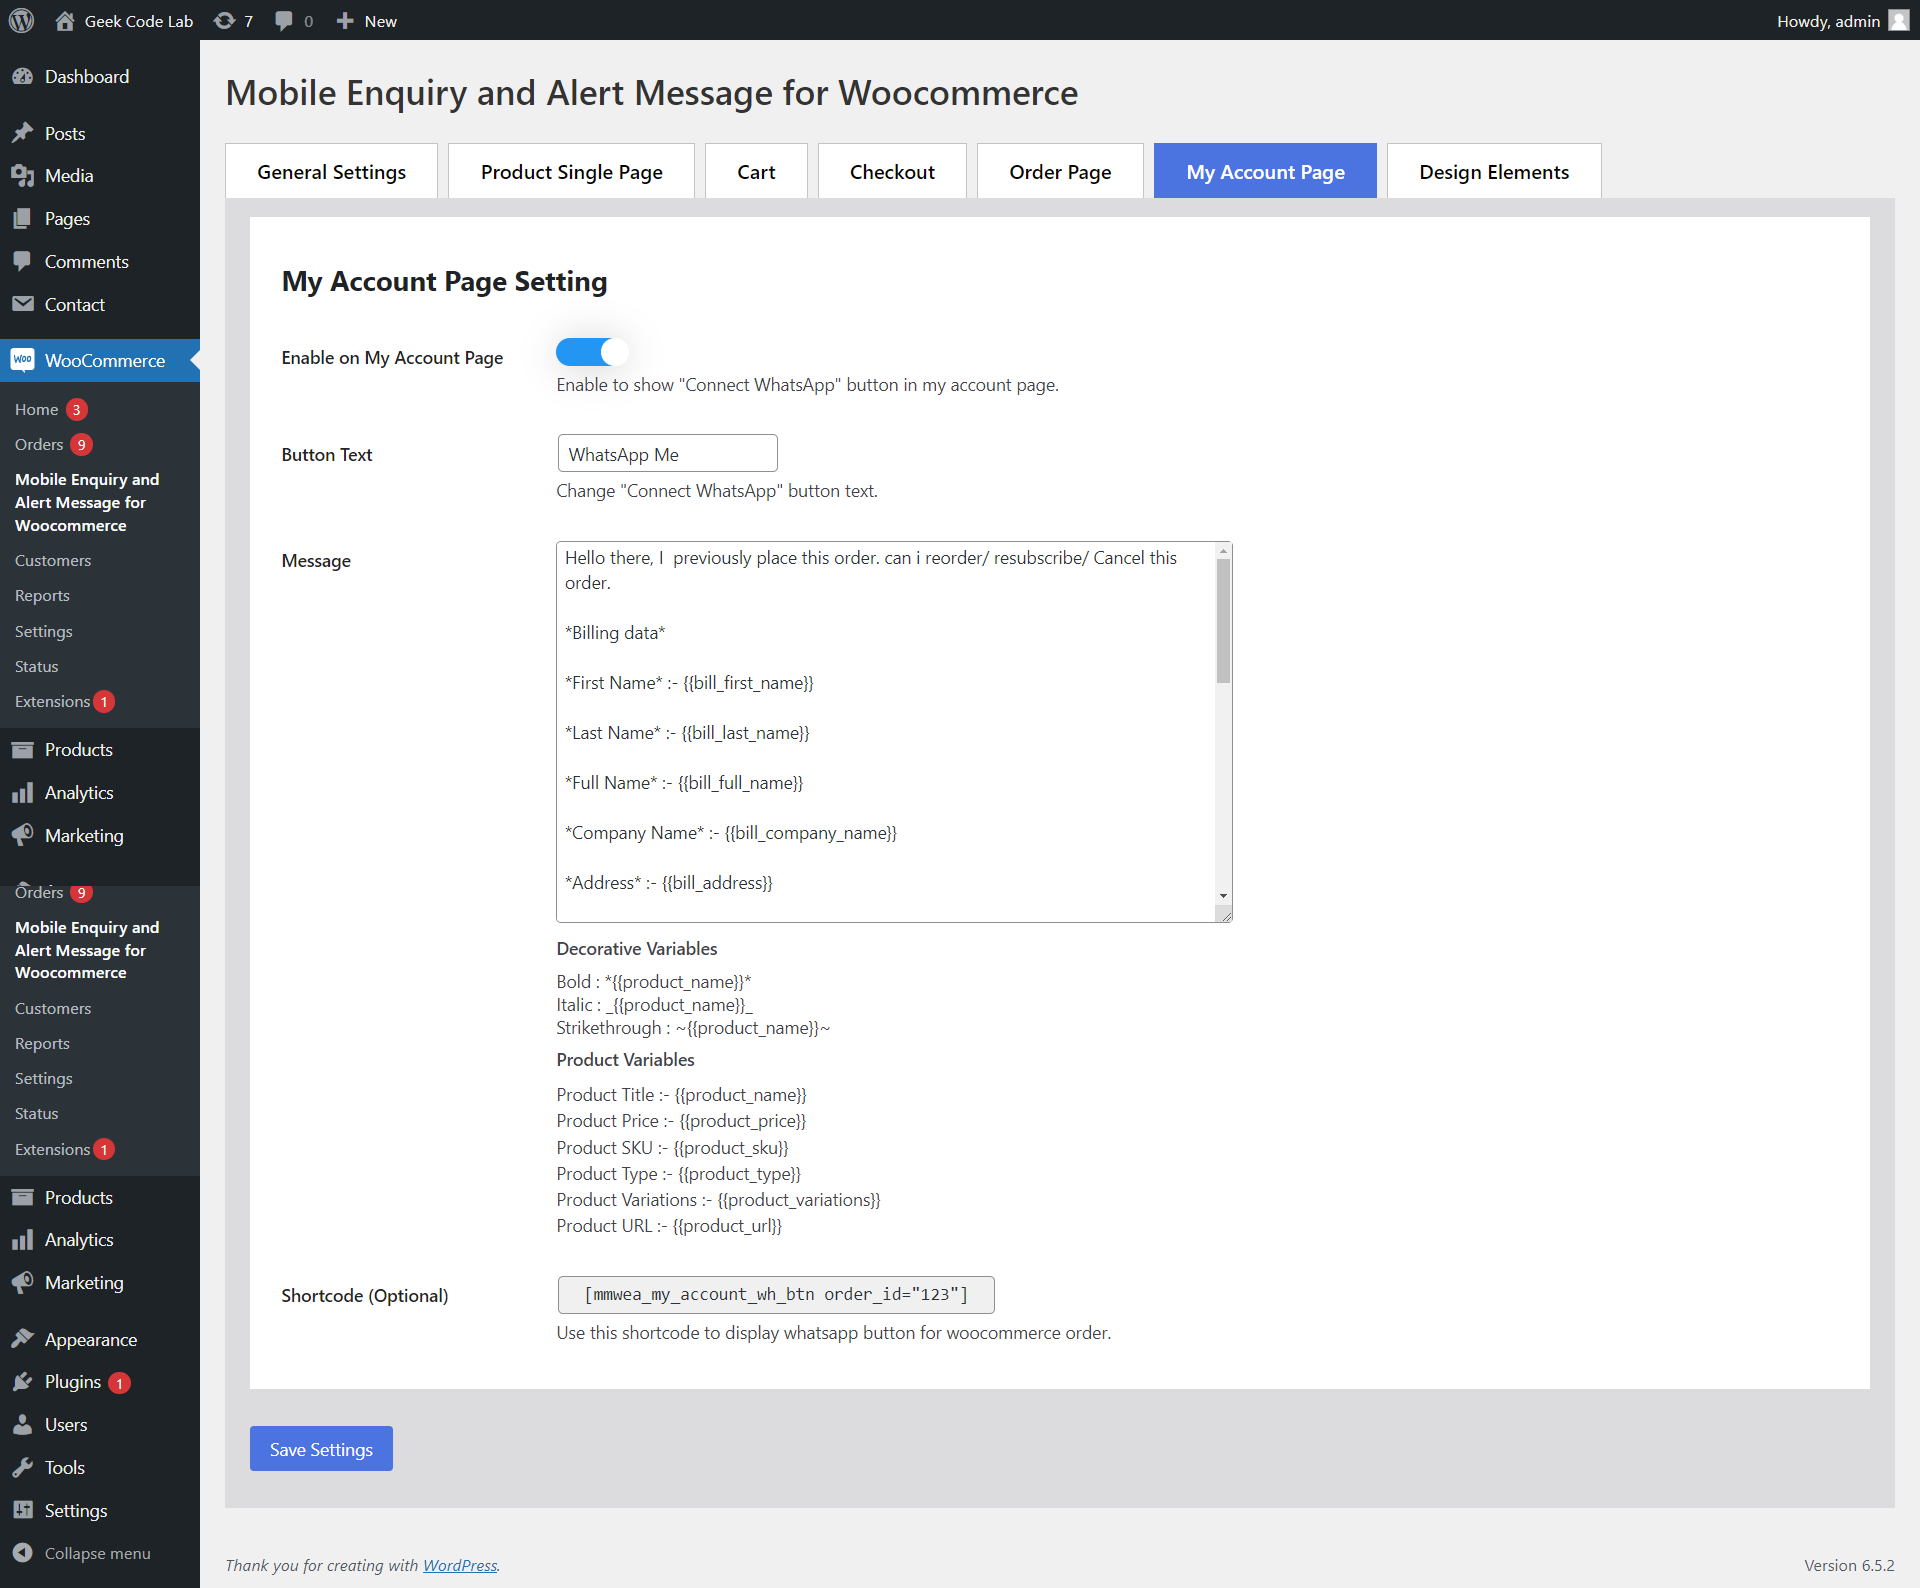 Geek Code Lab
7
0
New
Howdy, admin
Dashboard
Posts
Media
Pages
Comments
Contact
Woo
WooCommerce
Home 3
Orders 9
Mobile Enquiry and
Alert Message for
Woocommerce
Customers
Reports
Settings
Status
Extensions 1
Products
Analytics
Marketing
Orders 9
Mobile Enquiry and
Alert Message for
Woocommerce
Customers
Reports
Settings
Status
Extensions 1
Products
Analytics
Marketing
Appearance
Plugins 1
Users
Tools
Settings
Collapse menu
Mobile Enquiry and Alert Message for Woocommerce
General Settings
Product Single Page
Cart
Checkout
Order Page
My Account Page
Design Elements
My Account Page Setting
Enable on My Account Page
Enable to show "Connect WhatsApp" button in my account page.
Button Text
WhatsApp Me
Change "Connect WhatsApp" button text.
Message
Hello there, I  previously place this order. can i reorder/ resubscribe/ Cancel this
order.
*Billing data*
*First Name* :- {{bill_first_name}}
*Last Name* :- {{bill_last_name}}
*Full Name* :- {{bill_full_name}}
*Company Name* :- {{bill_company_name}}
*Address* :- {{bill_address}}
Decorative Variables
Bold : *{{product_name}}*
Italic : _{{product_name}}_
Strikethrough : ~{{product_name}}~
Product Variables
Product Title :- {{product_name}}
Product Price :- {{product_price}}
Product SKU :- {{product_sku}}
Product Type :- {{product_type}}
Product Variations :- {{product_variations}}
Product URL :- {{product_url}}
Shortcode (Optional)
[mmwea_my_account_wh_btn order_id="123"]
Use this shortcode to display whatsapp button for woocommerce order.
Save Settings
Thank you for creating with WordPress.
Version 6.5.2